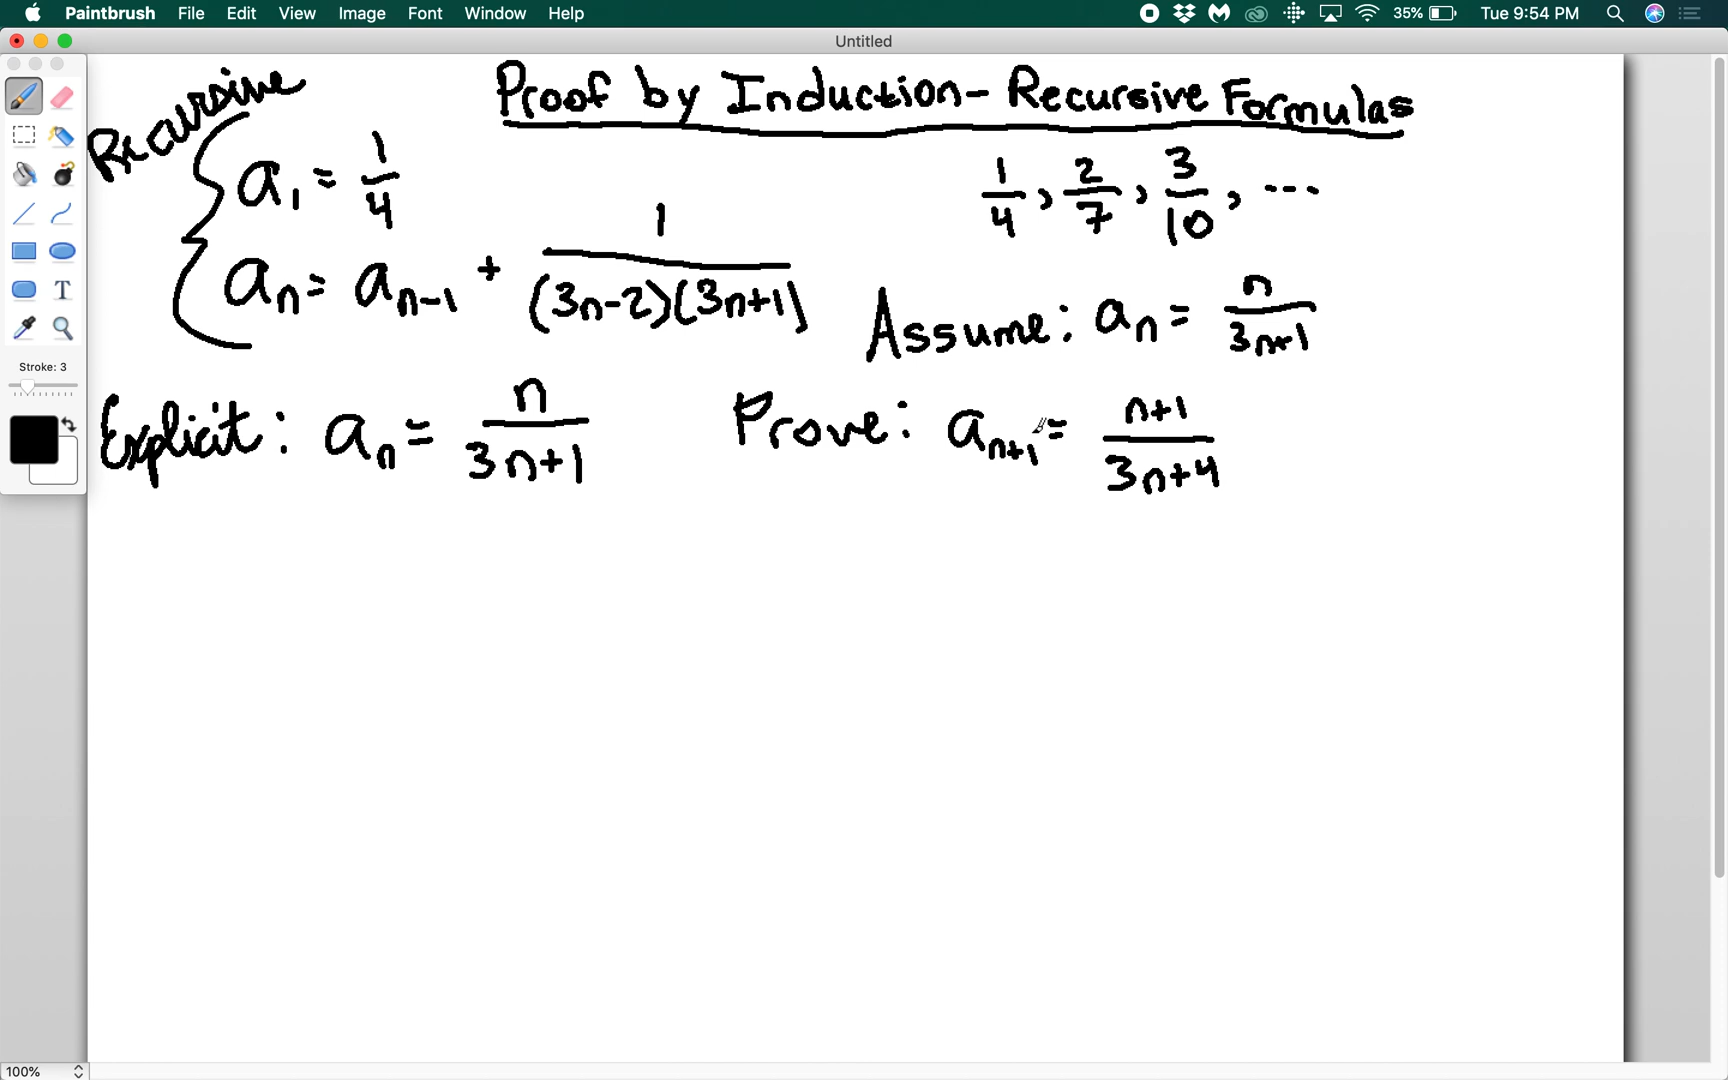 Paintbrush File Edit View Image Font Window Help 35% Tue 9:54 PM
Untitled
Proof by Induction - Recursive Formulas
Recursive
a₁ = 1/4
1/4, 2/7, 3/10, ...
aₙ = aₙ₋₁ + 1/((3n-2)(3n+1))
Assume: aₙ = n/(3n+1)
Stroke: 3
Explicit: aₙ = n/(3n+1)
Prove: aₙ₊₁ = (n+1)/(3n+4)
T
100%